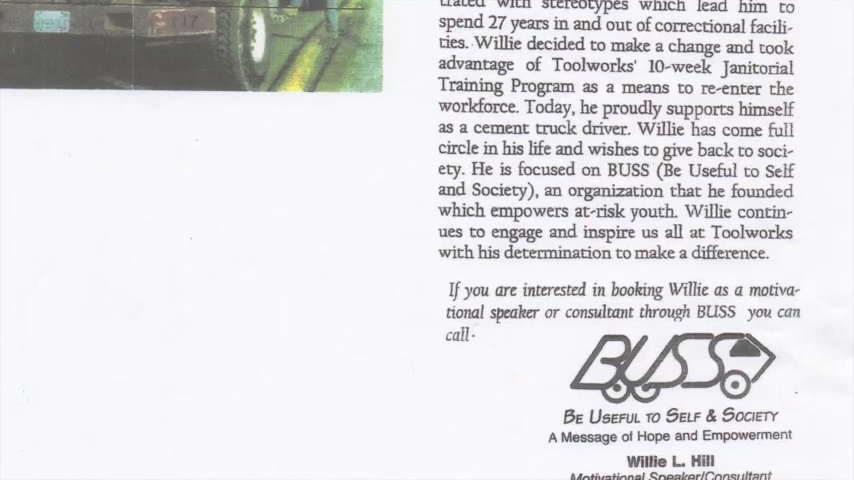 117
trated with stereotypes which lead him to
spend 27 years in and out of correctional facili-
ties. Willie decided to make a change and took
advantage of Toolworks' 10-week Janitorial
Training Program as a means to re-enter the
workforce. Today, he proudly supports himself
as a cement truck driver. Willie has come full
circle in his life and wishes to give back to soci-
ety. He is focused on BUSS (Be Useful to Self
and Society), an organization that he founded
which empowers at-risk youth. Willie contin-
ues to engage and inspire us all at Toolworks
with his determination to make a difference.
If you are interested in booking Willie as a motiva-
tional speaker or consultant through BUSS you can
call.
BUSS
BE USEFUL TO SELF & SOCIETY
A Message of Hope and Empowerment
Willie L. Hill
Motivational Speaker/Consultant